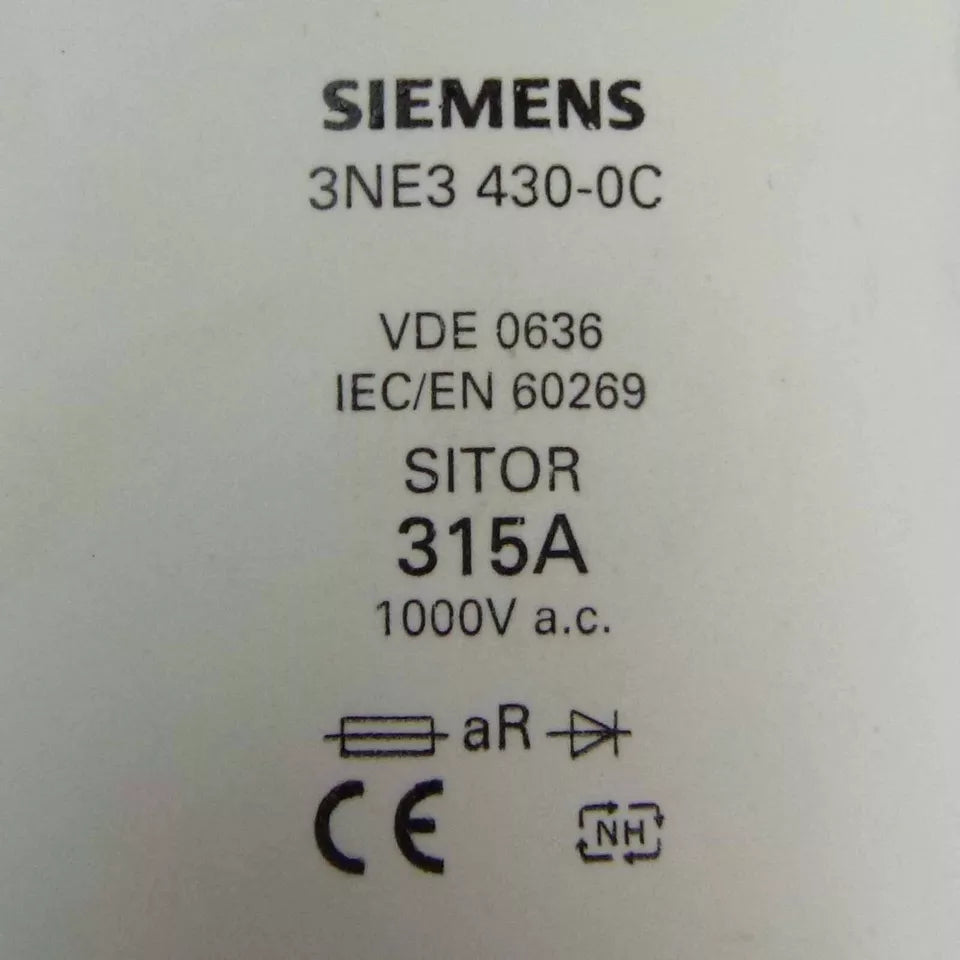 SIEMENS
3NE3 430-0C
VDE 0636
IEC/EN 60269
SITOR
315A
1000V a.c.
aR
CE
NH